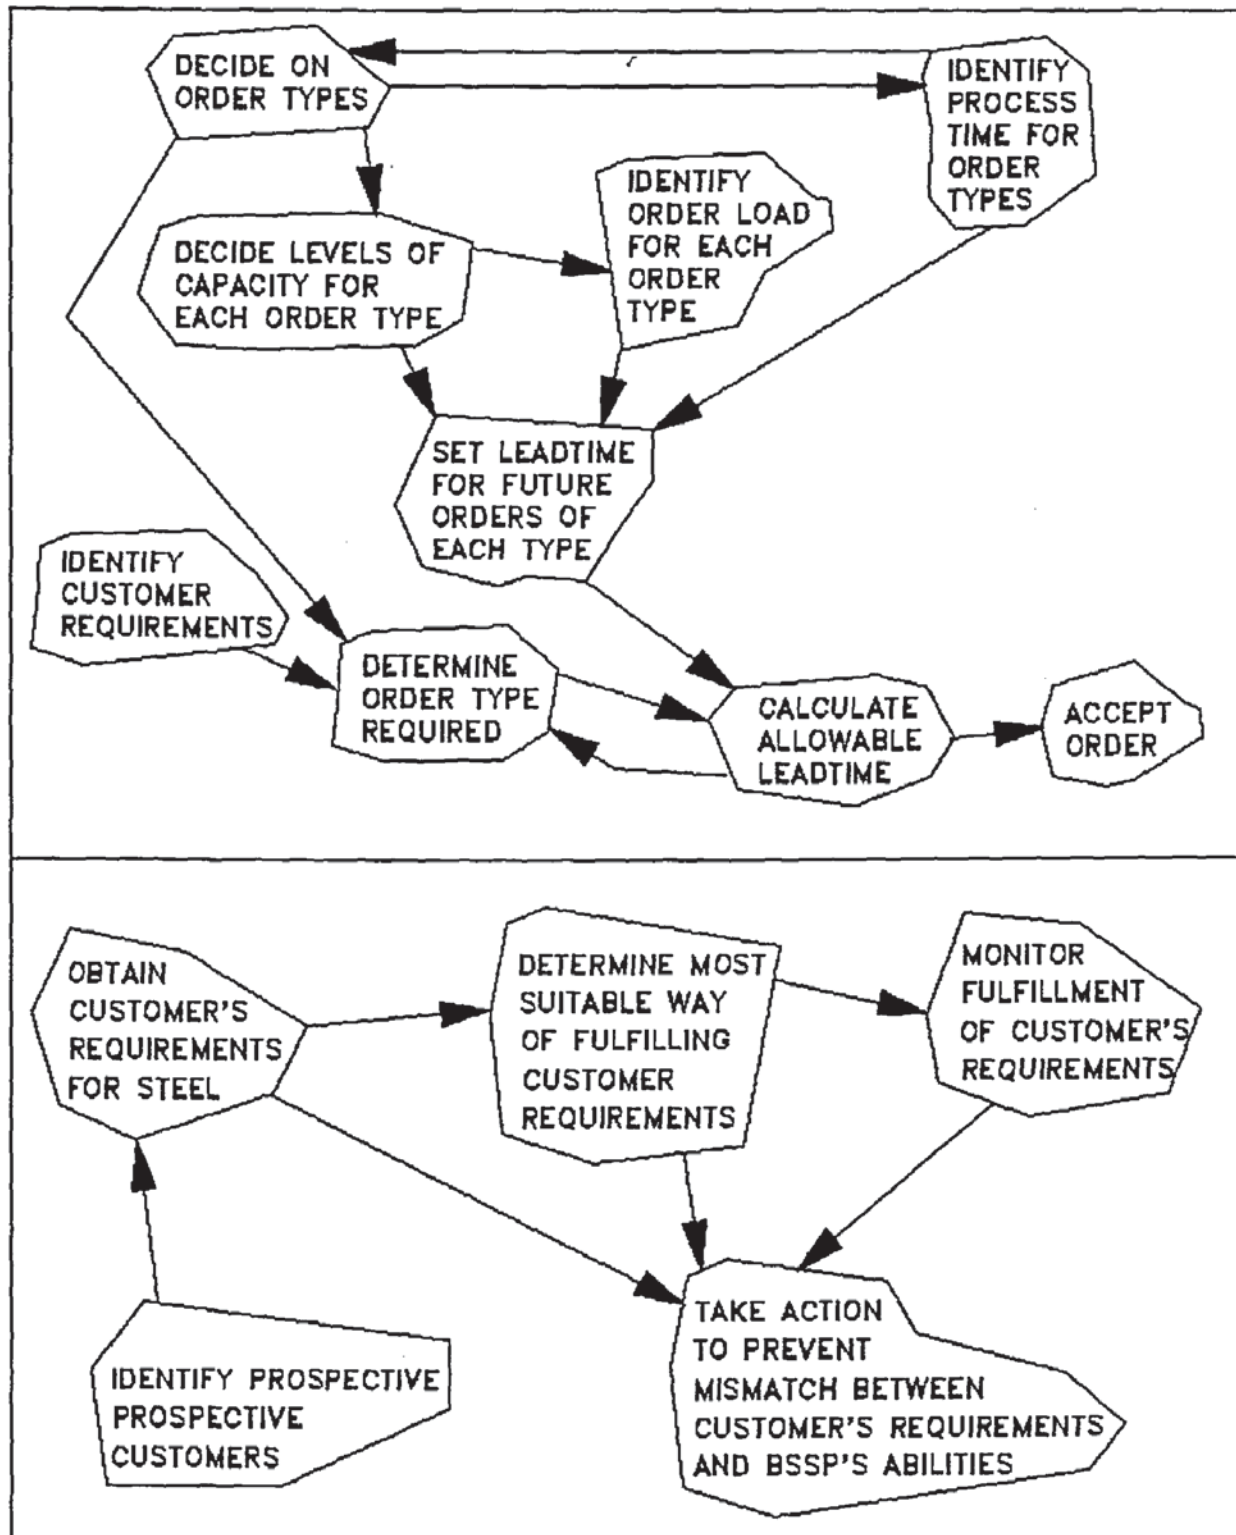 DECIDE ON
ORDER TYPES
IDENTIFY
PROCESS
TIME FOR
ORDER
TYPES
IDENTIFY
ORDER LOAD
FOR EACH
ORDER
TYPE
DECIDE LEVELS OF
CAPACITY FOR
EACH ORDER TYPE
SET LEADTIME
FOR FUTURE
ORDERS OF
EACH TYPE
IDENTIFY
CUSTOMER
REQUIREMENTS
DETERMINE
ORDER TYPE
REQUIRED
CALCULATE
ALLOWABLE
LEADTIME
ACCEPT
ORDER
OBTAIN
CUSTOMER'S
REQUIREMENTS
FOR STEEL
DETERMINE MOST
SUITABLE WAY
OF FULFILLING
CUSTOMER
REQUIREMENTS
MONITOR
FULFILLMENT
OF CUSTOMER'S
REQUIREMENTS
IDENTIFY PROSPECTIVE
PROSPECTIVE
CUSTOMERS
TAKE ACTION
TO PREVENT
MISMATCH BETWEEN
CUSTOMER'S REQUIREMENTS
AND BSSP'S ABILITIES